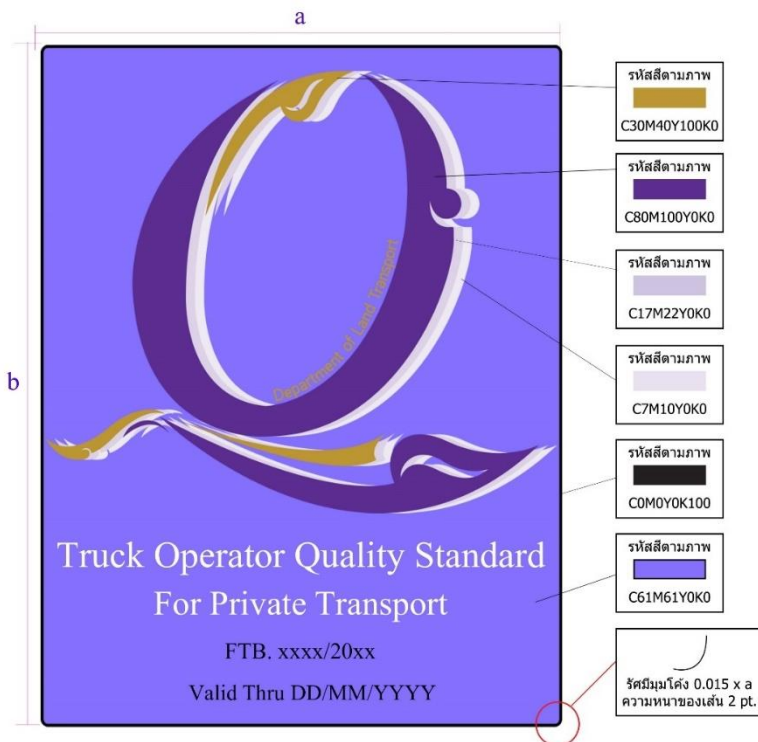 a
b
Department of Land Transport
Truck Operator Quality Standard
For Private Transport
FTB. xxxx/20xx
Valid Thru DD/MM/YYYY
รหัสสีตามภาพ
C30M40Y100K0
รหัสสีตามภาพ
C80M100Y0K0
รหัสสีตามภาพ
C17M22Y0K0
รหัสสีตามภาพ
C7M10Y0K0
รหัสสีตามภาพ
C0M0Y0K100
รหัสสีตามภาพ
C61M61Y0K0
รัศมีมุมโค้ง 0.015 x a
ความหนาของเส้น 2 pt.